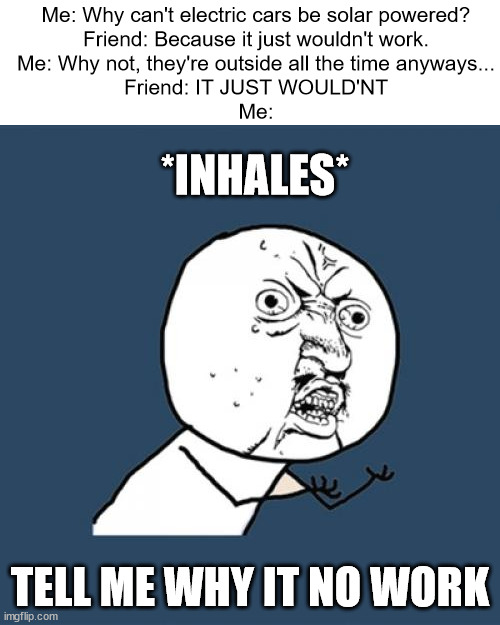 Me: Why can't electric cars be solar powered?
Friend: Because it just wouldn't work.
Me: Why not, they're outside all the time anyways...
Friend: IT JUST WOULD'NT
Me:
*INHALES*
TELL ME WHY IT NO WORK
imgflip.com